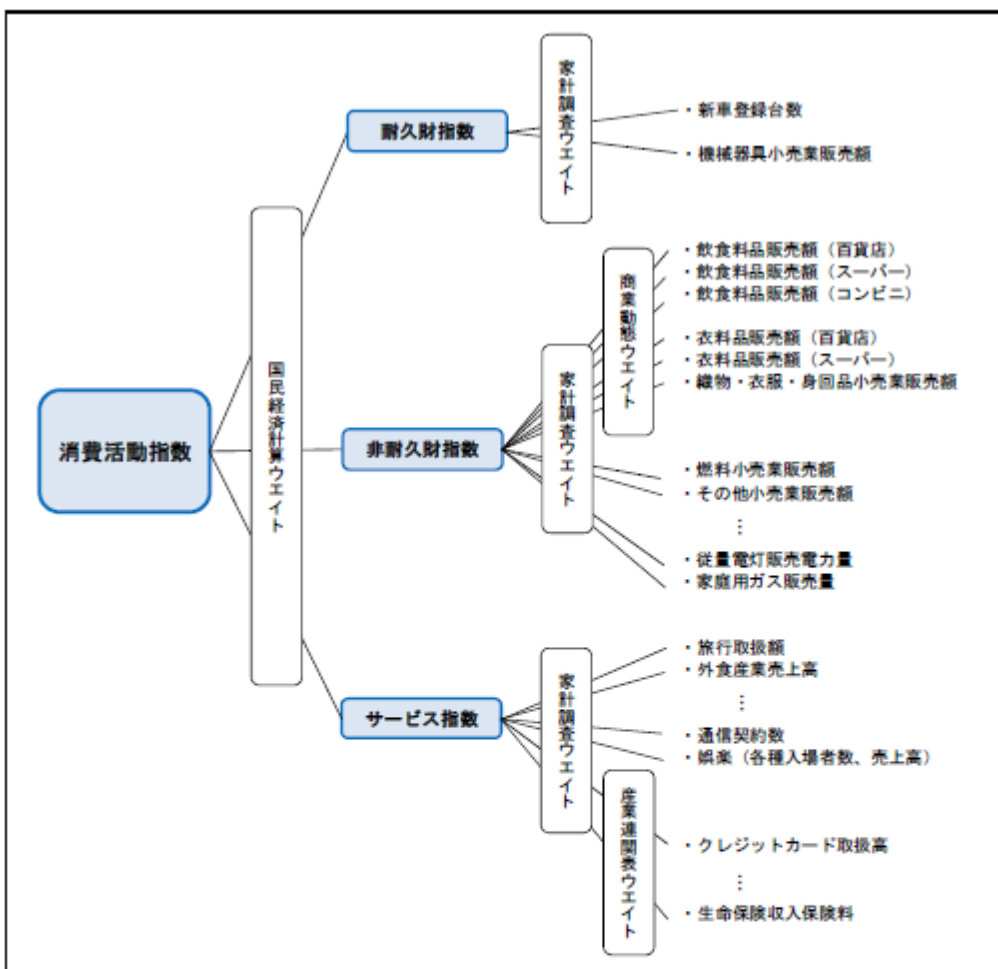 家計調査ウエイト
・新車登録台数
耐久財指数
・機械器具小売業販売額
・飲食料品販売額（百貨店）
・飲食料品販売額（スーパー）
・飲食料品販売額（コンビニ）
商業動態ウエイト
・衣料品販売額（百貨店）
・衣料品販売額（スーパー）
・織物・衣服・身回品小売業販売額
国民経済計算ウエイト
消費活動指数
非耐久財指数
家計調査ウエイト
・燃料小売業販売額
・その他小売業販売額
⋮
・従量電灯販売電力量
・家庭用ガス販売量
・旅行取扱額
・外食産業売上高
⋮
サービス指数
家計調査ウエイト
・通信契約数
・娯楽（各種入場者数、売上高）
産業連関表ウエイト
・クレジットカード取扱高
⋮
・生命保険収入保険料